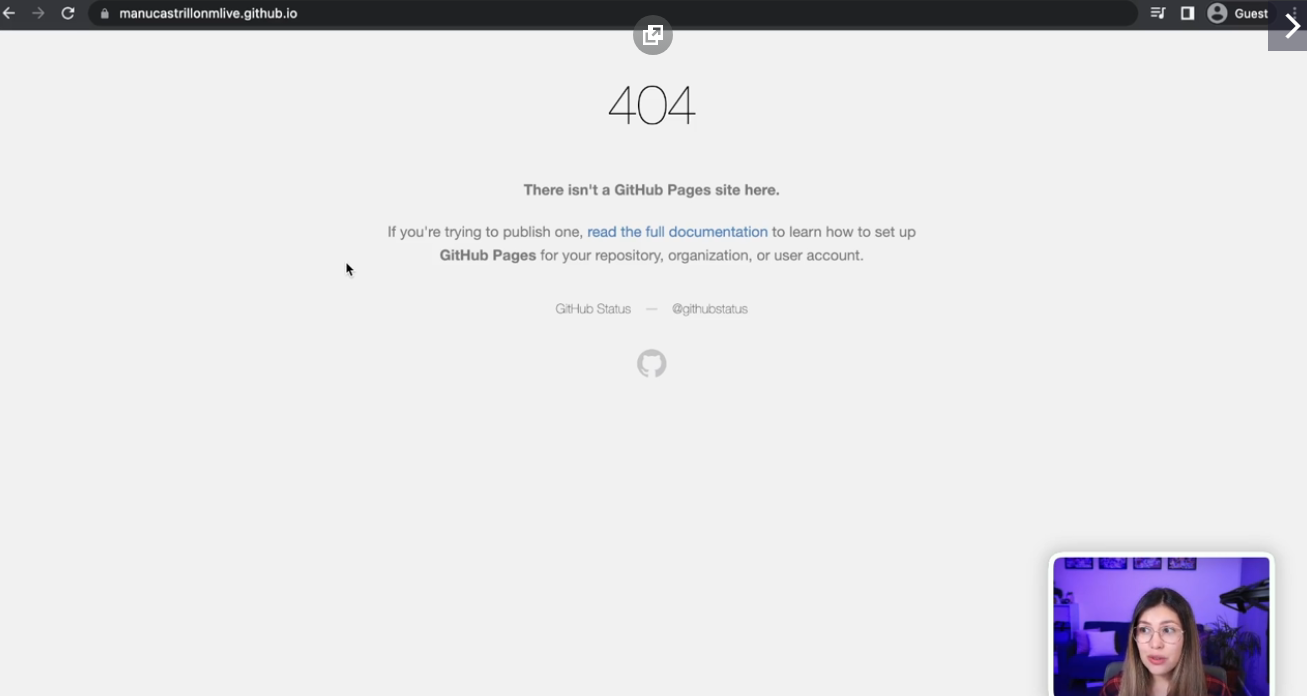 manucastrillonmlive.github.io
Guest
404
There isn't a GitHub Pages site here.
If you're trying to publish one, read the full documentation to learn how to set up
GitHub Pages for your repository, organization, or user account.
GitHub Status — @githubstatus